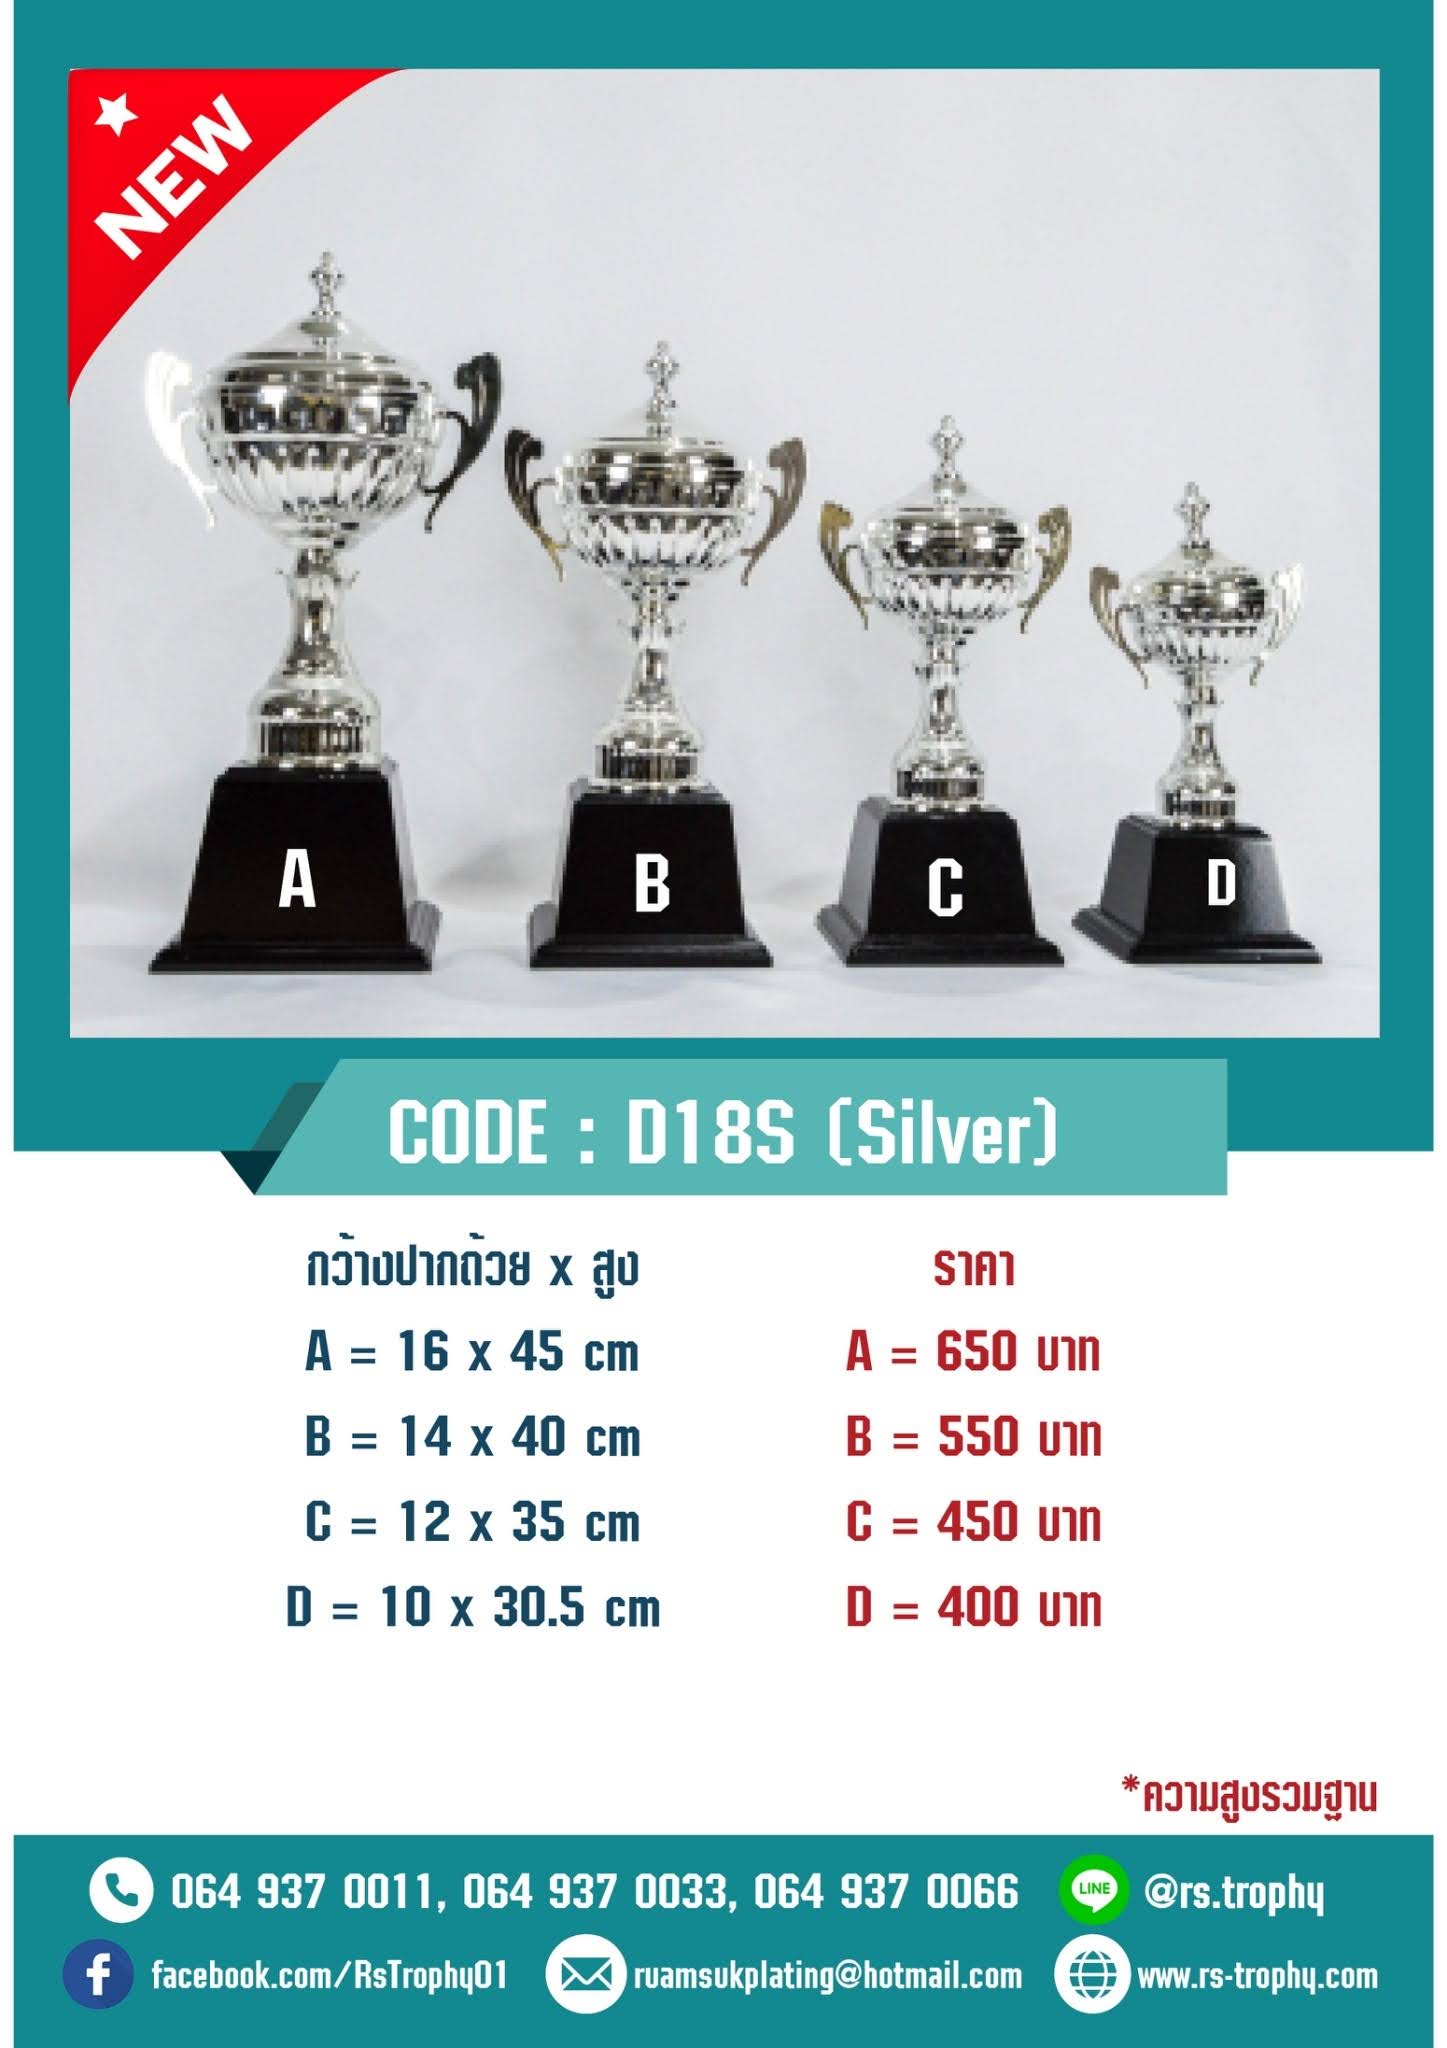 NEW
A
B
C
D
CODE : D18S (Silver)
กว้างปากถ้วย x สูง
ราคา
A = 16 x 45 cm
A = 650 บาท
B = 14 x 40 cm
B = 550 บาท
C = 12 x 35 cm
C = 450 บาท
D = 10 x 30.5 cm
D = 400 บาท
*ความสูงรวมฐาน
064 937 0011, 064 937 0033, 064 937 0066
LINE @rs.trophy
facebook.com/RsTrophy01
ruamsukplating@hotmail.com
www.rs-trophy.com